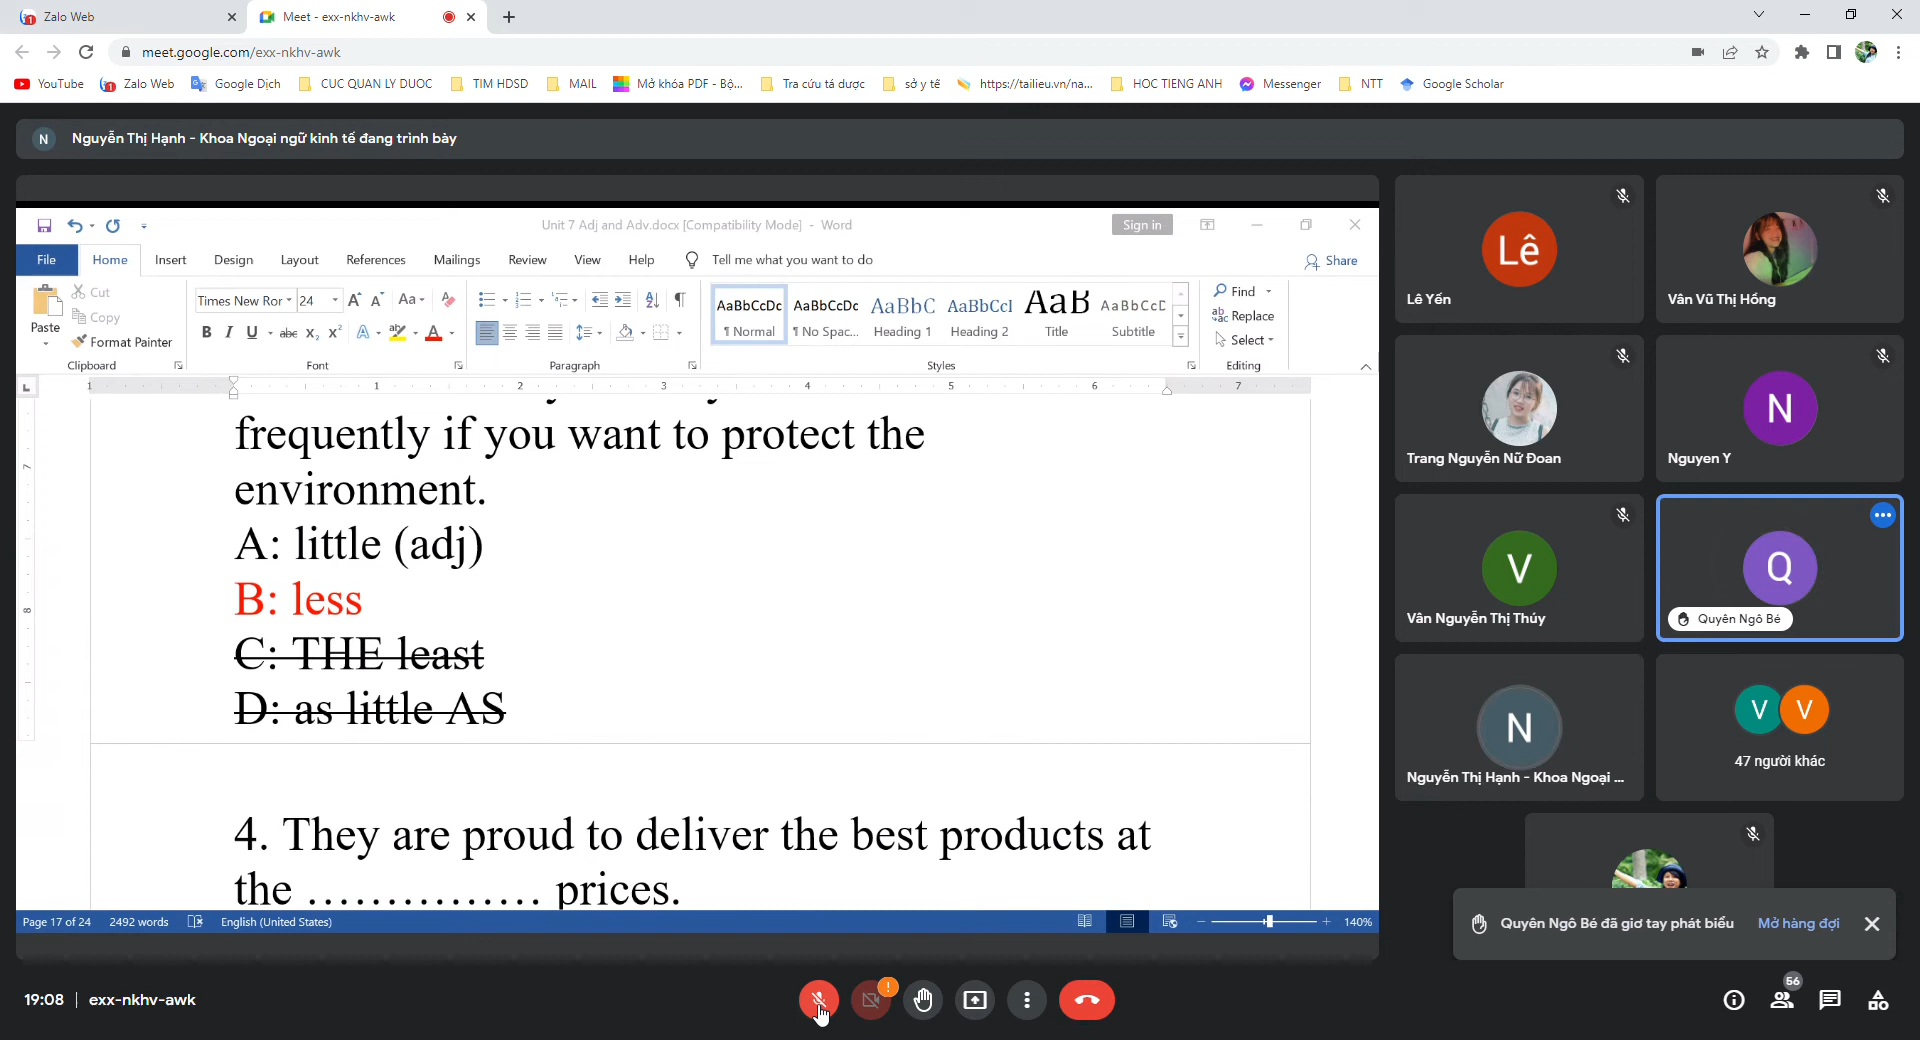 Zalo Web
Meet - exx-nkhv-awk
meet.google.com/exx-nkhv-awk
YouTube Zalo Web Google Dịch CUC QUAN LY DUOC TIM HDSD MAIL Mở khóa PDF - Bộ... Tra cứu tá dược sở y tế https://tailieu.vn/na... HOC TIENG ANH Messenger NTT Google Scholar
N Nguyễn Thị Hạnh - Khoa Ngoại ngữ kinh tế đang trình bày
Unit 7 Adj and Adv.docx [Compatibility Mode] - Word Sign in
File Home Insert Design Layout References Mailings Review View Help Tell me what you want to do Share
Paste
Cut
Copy
Format Painter
Clipboard
Times New Ror 24
Font
Paragraph
AaBbCcDc AaBbCcDc AaBbC AaBbCcI AaB AaBbCcD
¶ Normal ¶ No Spac... Heading 1 Heading 2 Title Subtitle
Styles
Find
Replace
Select
Editing
1 1 2 3 4 5 6 7
frequently if you want to protect the
environment.
A: little (adj)
B: less
C: THE least
D: as little AS
4. They are proud to deliver the best products at
the …………… prices.
Page 17 of 24 2492 words English (United States) 140%
Lê
Lê Yến
Vân Vũ Thị Hồng
Trang Nguyễn Nữ Đoan
N
Nguyen Y
V
Vân Nguyễn Thị Thúy
Q
Quyên Ngô Bé
N
Nguyễn Thị Hạnh - Khoa Ngoại ...
V V
47 người khác
Quyên Ngô Bé đã giơ tay phát biểu Mở hàng đợi
19:08 | exx-nkhv-awk
56